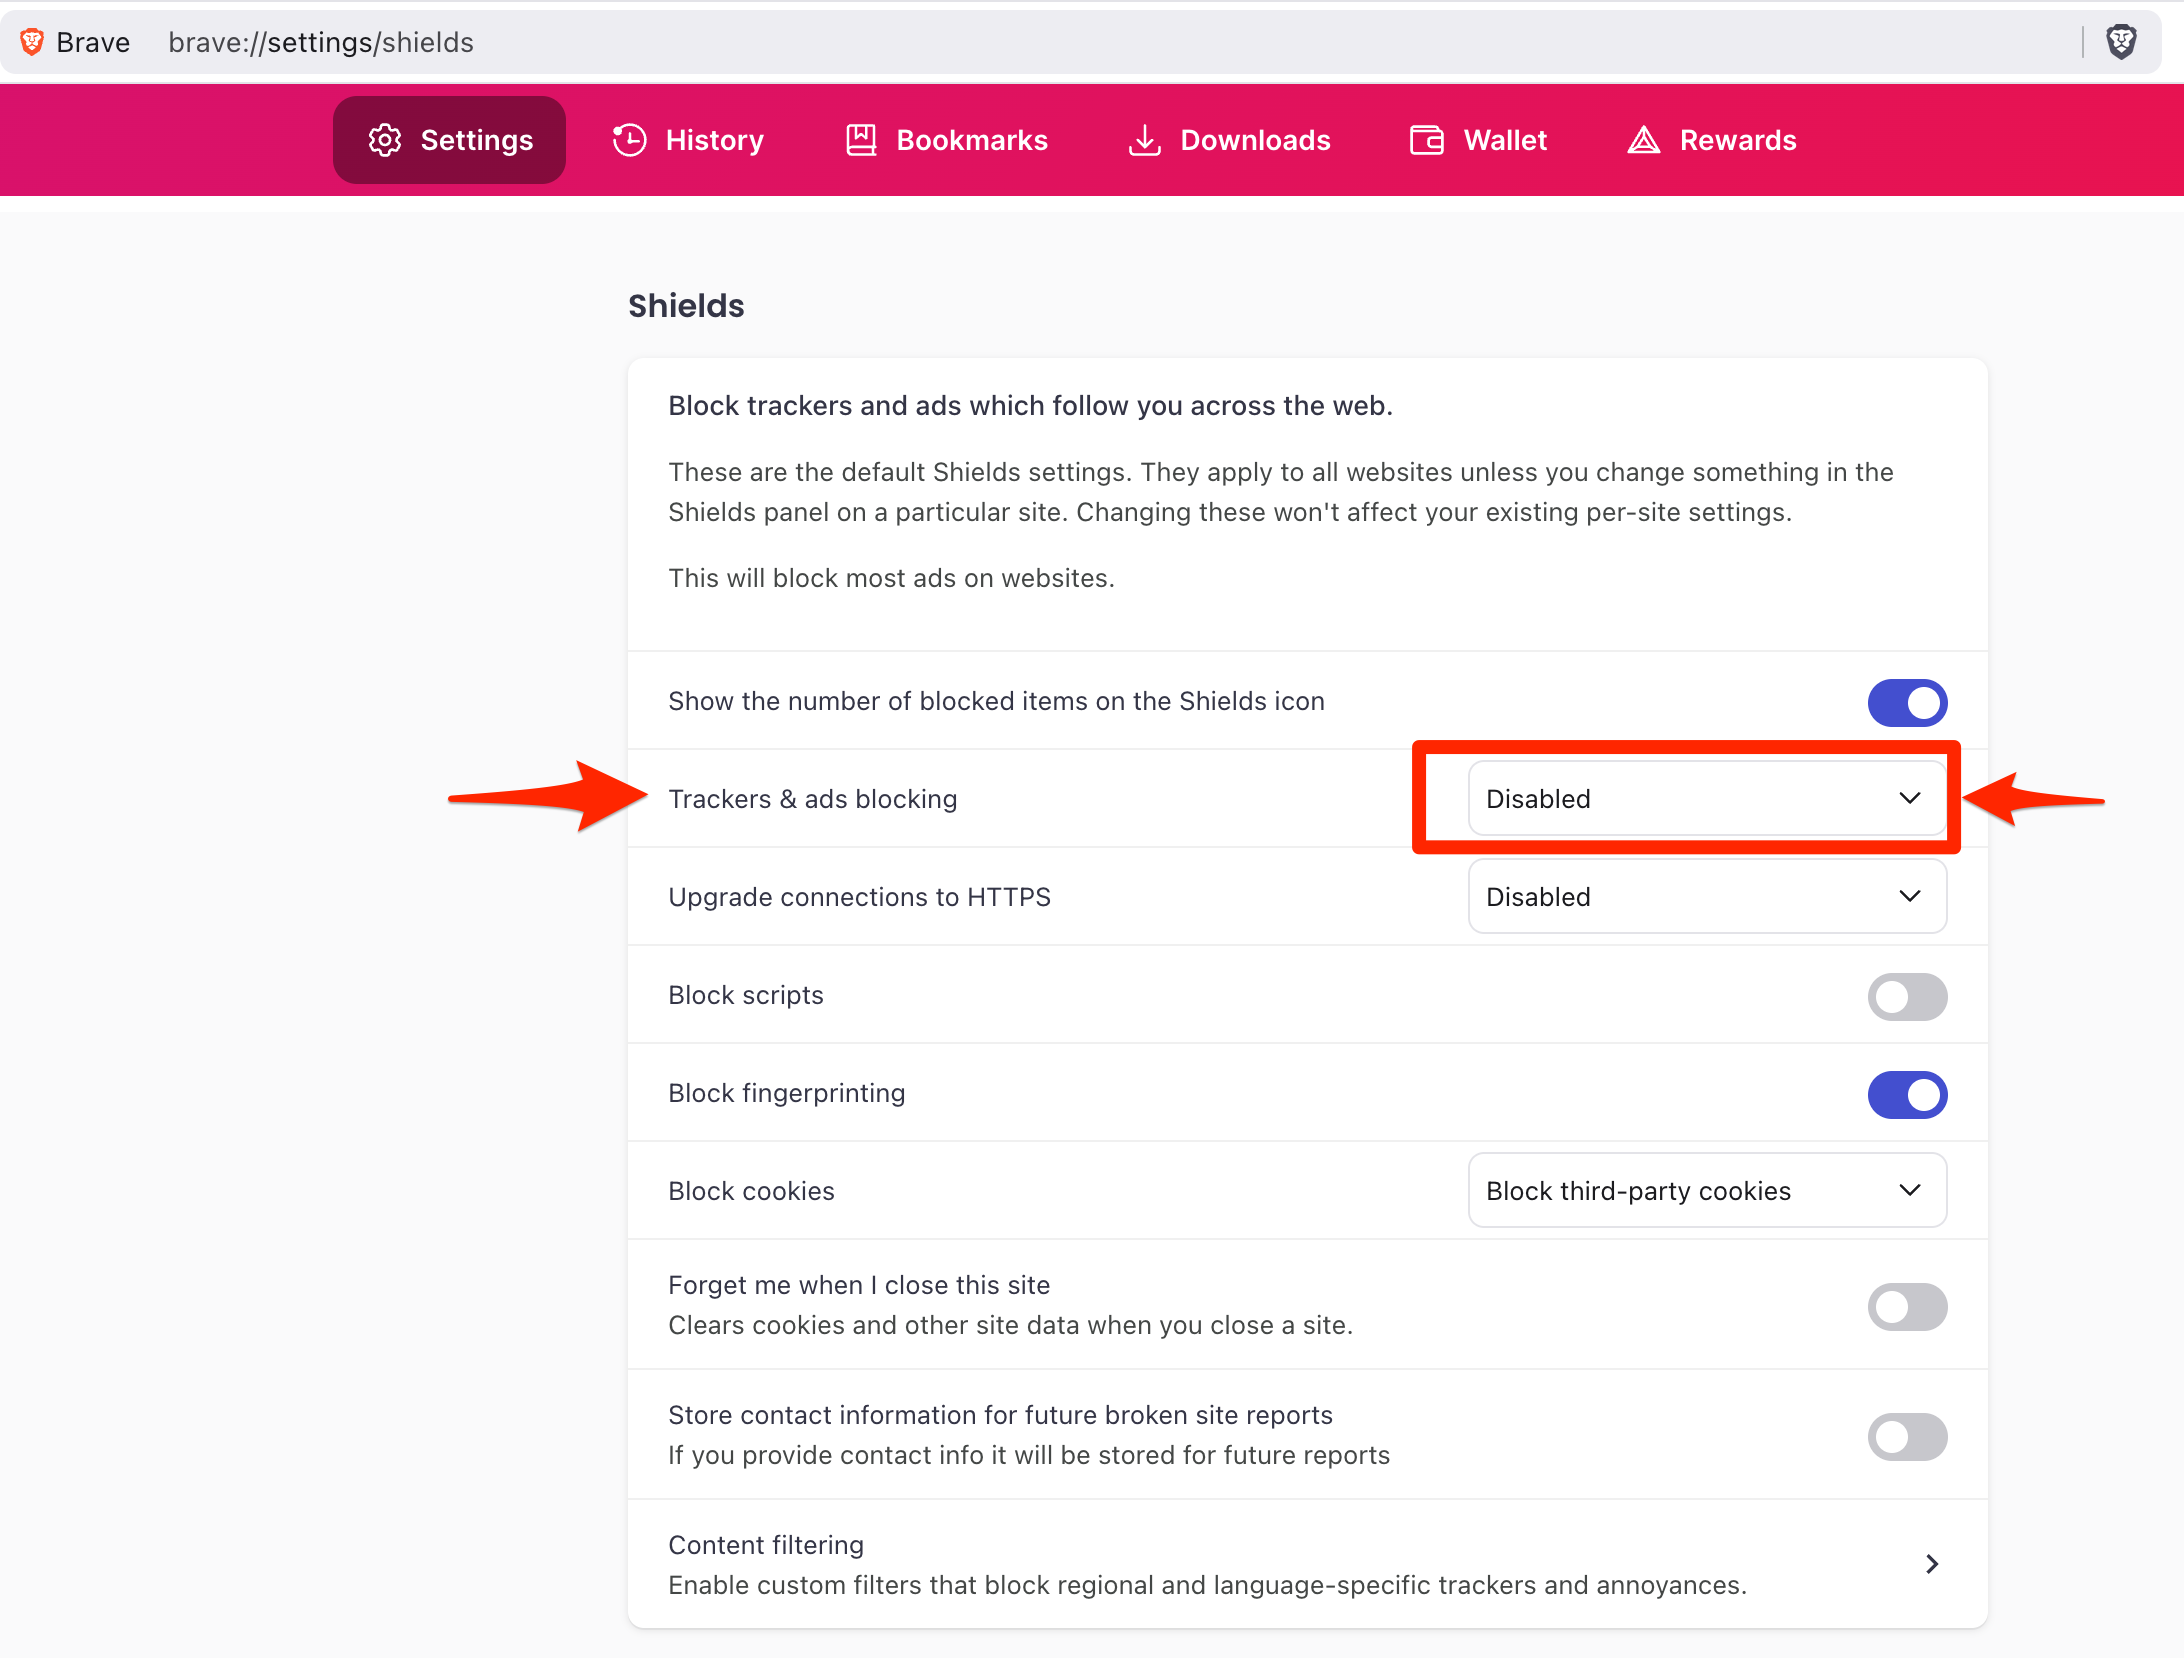 Brave brave://settings/shields
Settings History Bookmarks Downloads Wallet Rewards
Shields
Block trackers and ads which follow you across the web.
These are the default Shields settings. They apply to all websites unless you change something in the
Shields panel on a particular site. Changing these won't affect your existing per-site settings.
This will block most ads on websites.
Show the number of blocked items on the Shields icon
Trackers & ads blocking Disabled
Upgrade connections to HTTPS Disabled
Block scripts
Block fingerprinting
Block cookies Block third-party cookies
Forget me when I close this site
Clears cookies and other site data when you close a site.
Store contact information for future broken site reports
If you provide contact info it will be stored for future reports
Content filtering
Enable custom filters that block regional and language-specific trackers and annoyances.